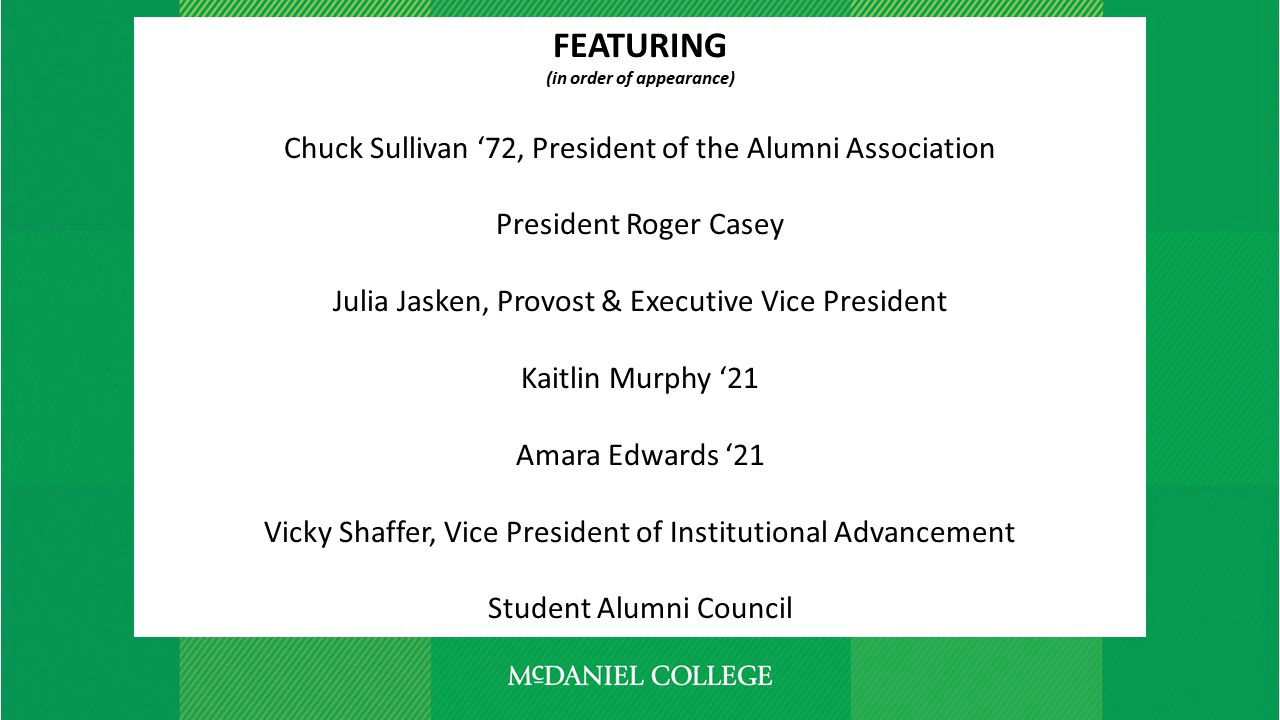 FEATURING
(in order of appearance)
Chuck Sullivan ‘72, President of the Alumni Association
President Roger Casey
Julia Jasken, Provost & Executive Vice President
Kaitlin Murphy ‘21
Amara Edwards ‘21
Vicky Shaffer, Vice President of Institutional Advancement
Student Alumni Council
McDANIEL COLLEGE